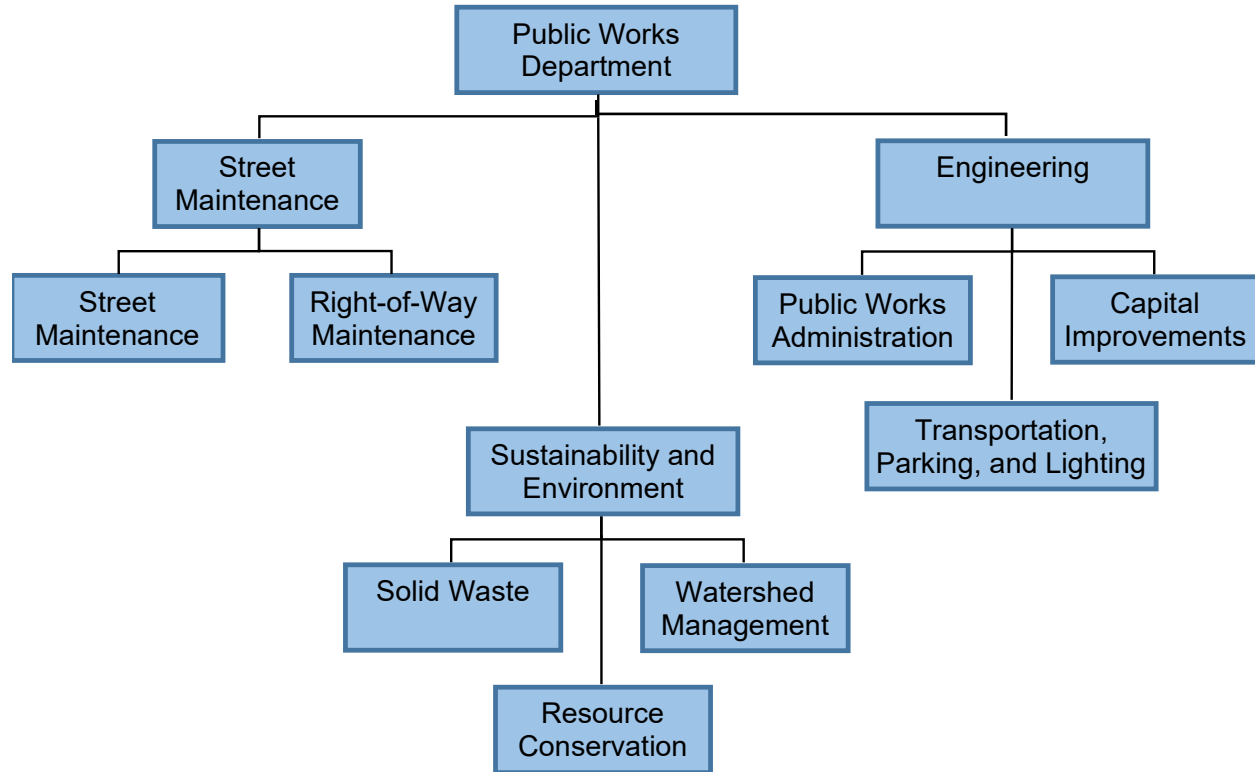 Public Works
Department
Street
Maintenance
Engineering
Street
Maintenance
Right-of-Way
Maintenance
Public Works
Administration
Capital
Improvements
Transportation,
Parking, and Lighting
Sustainability and
Environment
Solid Waste
Watershed
Management
Resource
Conservation